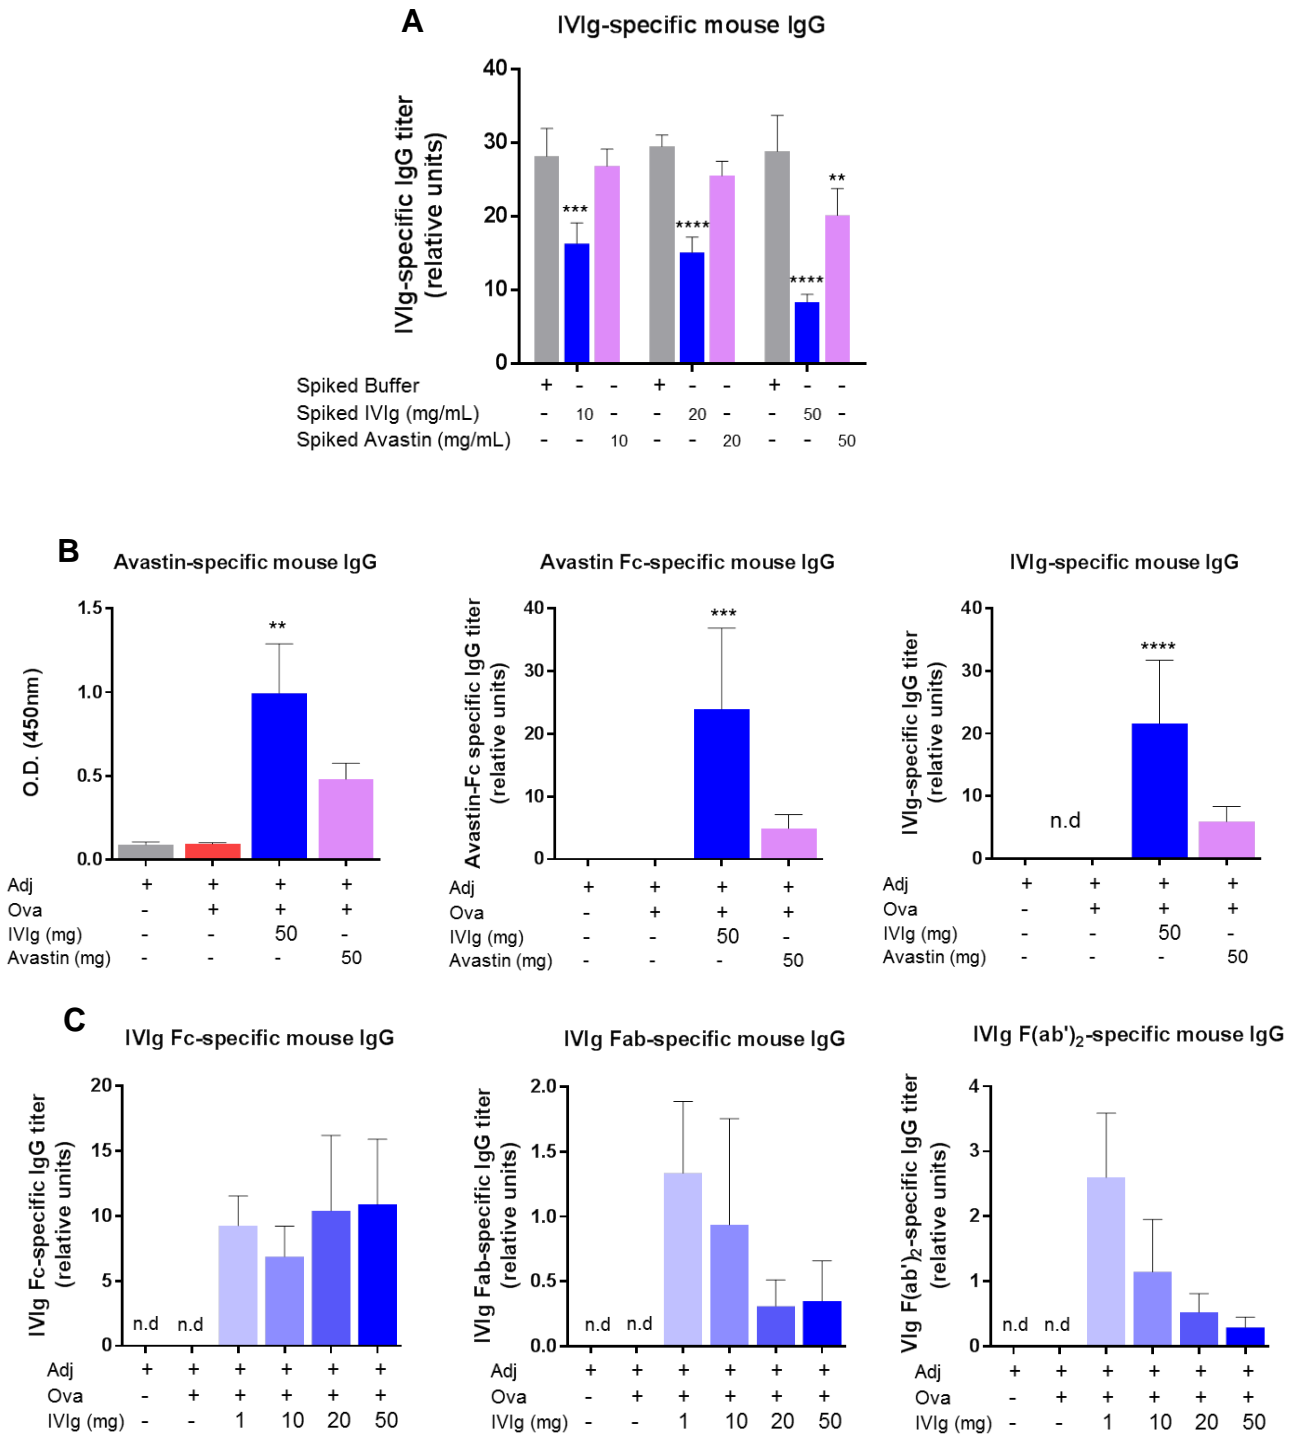 A
IVIg-specific mouse IgG
IVIg-specific IgG titer
(relative units)
40
30
20
10
0
***
****
****
**
Spiked Buffer + - - + - - + - -
Spiked IVIg (mg/mL) - 10 - - 20 - - 50 -
Spiked Avastin (mg/mL) - - 10 - - 20 - - 50
B
Avastin-specific mouse IgG
O.D. (450nm)
1.5
1.0
0.5
0.0
**
Adj + + + +
Ova - + + +
IVIg (mg) - - 50 -
Avastin (mg) - - - 50
Avastin Fc-specific mouse IgG
Avastin-Fc specific IgG titer
(relative units)
40
30
20
10
0
***
Adj + + + +
Ova - + + +
IVIg (mg) - - 50 -
Avastin (mg) - - - 50
IVIg-specific mouse IgG
IVIg-specific IgG titer
(relative units)
40
30
20
10
0
n.d
****
Adj + + + +
Ova - + + +
IVIg (mg) - - 50 -
Avastin (mg) - - - 50
C
IVIg Fc-specific mouse IgG
IVIg Fc-specific IgG titer
(relative units)
20
15
10
5
0
n.d n.d
Adj + + + + + +
Ova - + + + + +
IVIg (mg) - - 1 10 20 50
IVIg Fab-specific mouse IgG
IVIg Fab-specific IgG titer
(relative units)
2.0
1.5
1.0
0.5
0.0
n.d n.d
Adj + + + + + +
Ova - + + + + +
IVIg (mg) - - 1 10 20 50
IVIg F(ab')2-specific mouse IgG
VIg F(ab')2-specific IgG titer
(relative units)
4
3
2
1
0
n.d n.d
Adj + + + + + +
Ova - + + + + +
IVIg (mg) - - 1 10 20 50